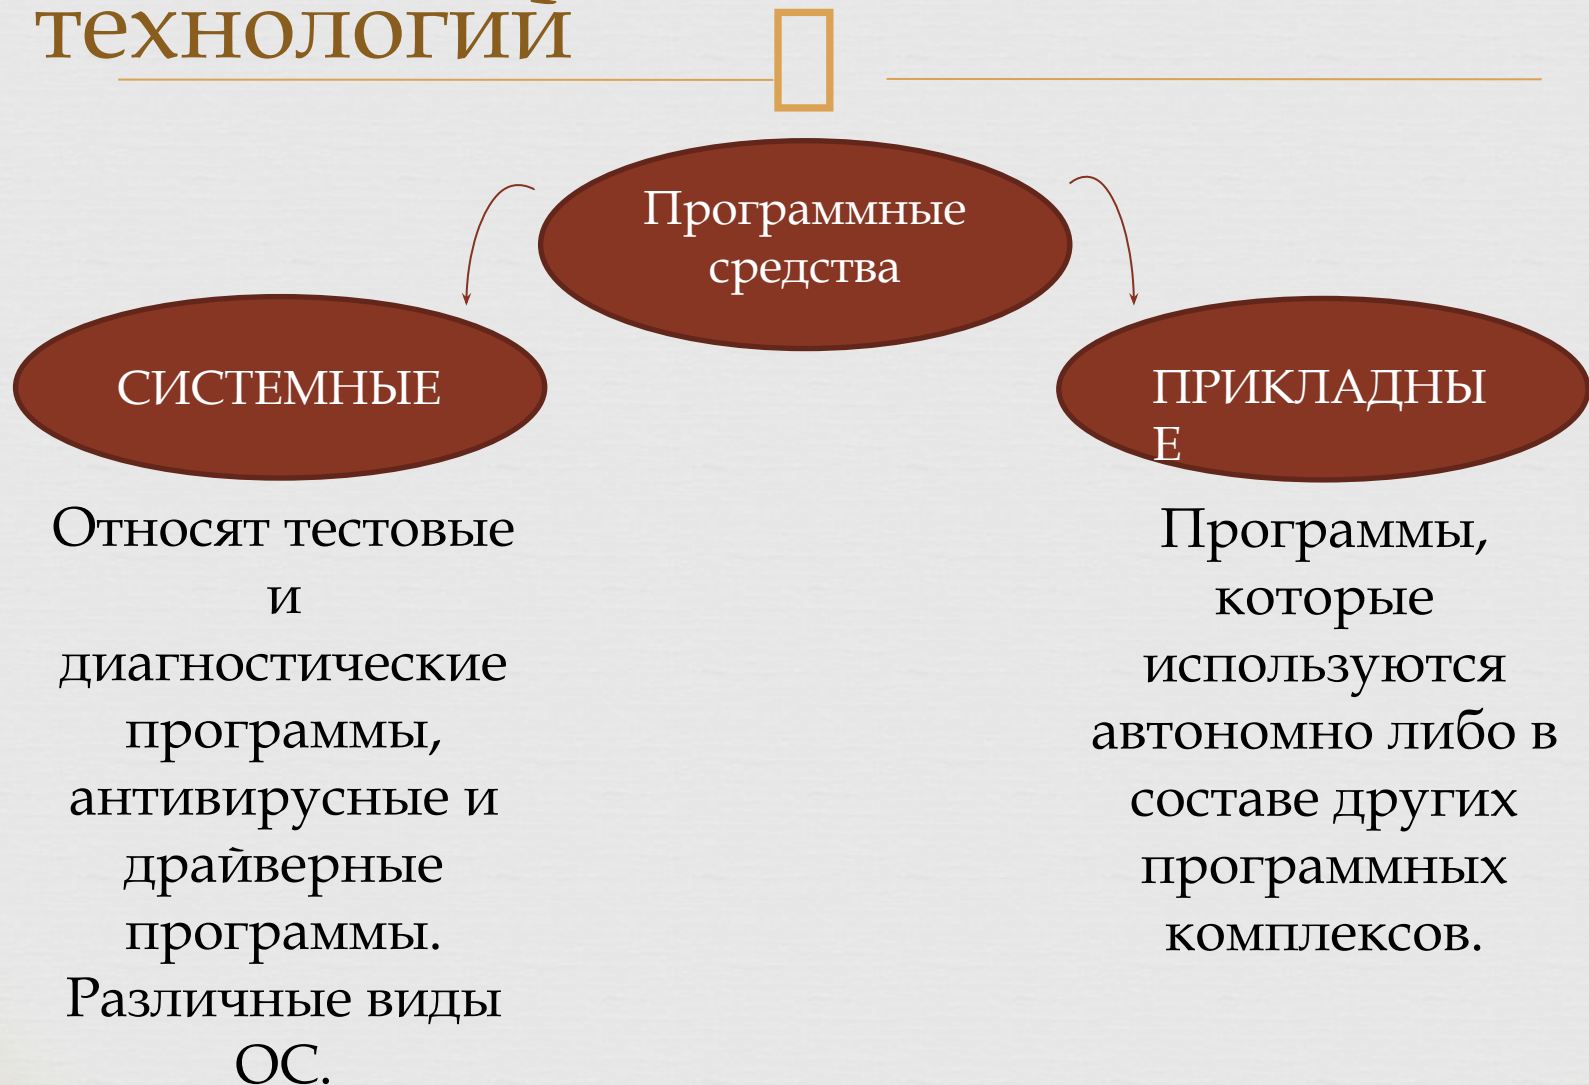 технологий
Программные
средства
СИСТЕМНЫЕ
ПРИКЛАДНЫ
Е
Относят тестовые
и
диагностические
программы,
антивирусные и
драйверные
программы.
Различные виды
ОС.
Программы,
которые
используются
автономно либо в
составе других
программных
комплексов.